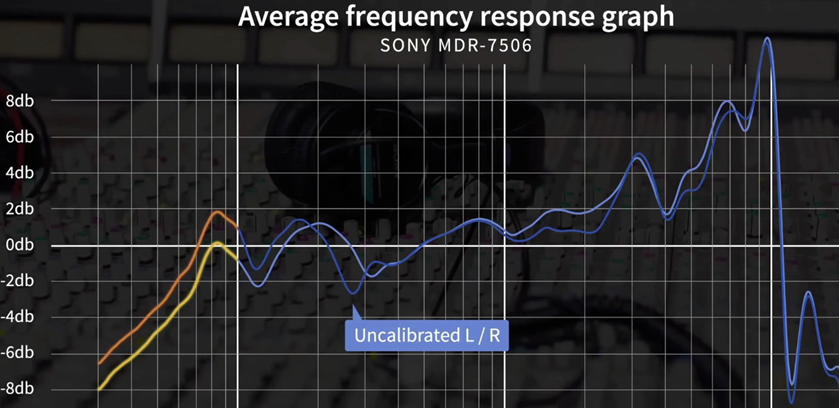 Average frequency response graph
SONY MDR-7506
8db
6db
4db
2db
0db
-2db
-4db
-6db
-8db
Uncalibrated L / R